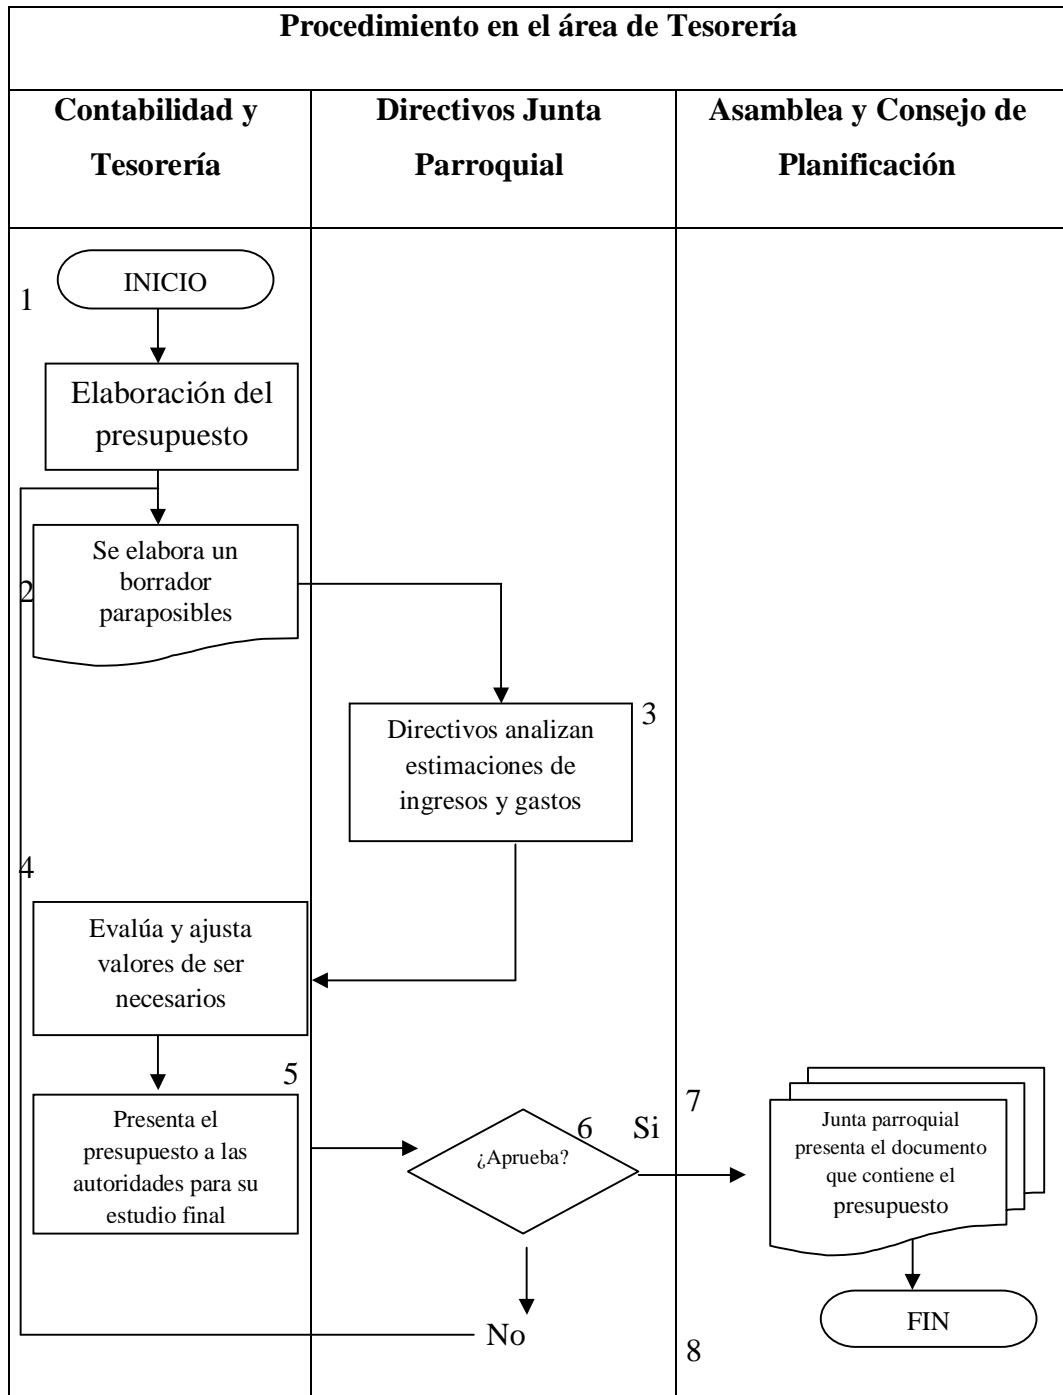 Procedimiento en el área de Tesorería
Contabilidad y
Tesorería
Directivos Junta
Parroquial
Asamblea y Consejo de
Planificación
INICIO
1
Elaboración del
presupuesto
Se elabora un
borrador
paraposibles
2
3
Directivos analizan
estimaciones de
ingresos y gastos
4
Evalúa y ajusta
valores de ser
necesarios
5
Presenta el
presupuesto a las
autoridades para su
estudio final
6
¿Aprueba?
Si
No
7
Junta parroquial
presenta el documento
que contiene el
presupuesto
FIN
8